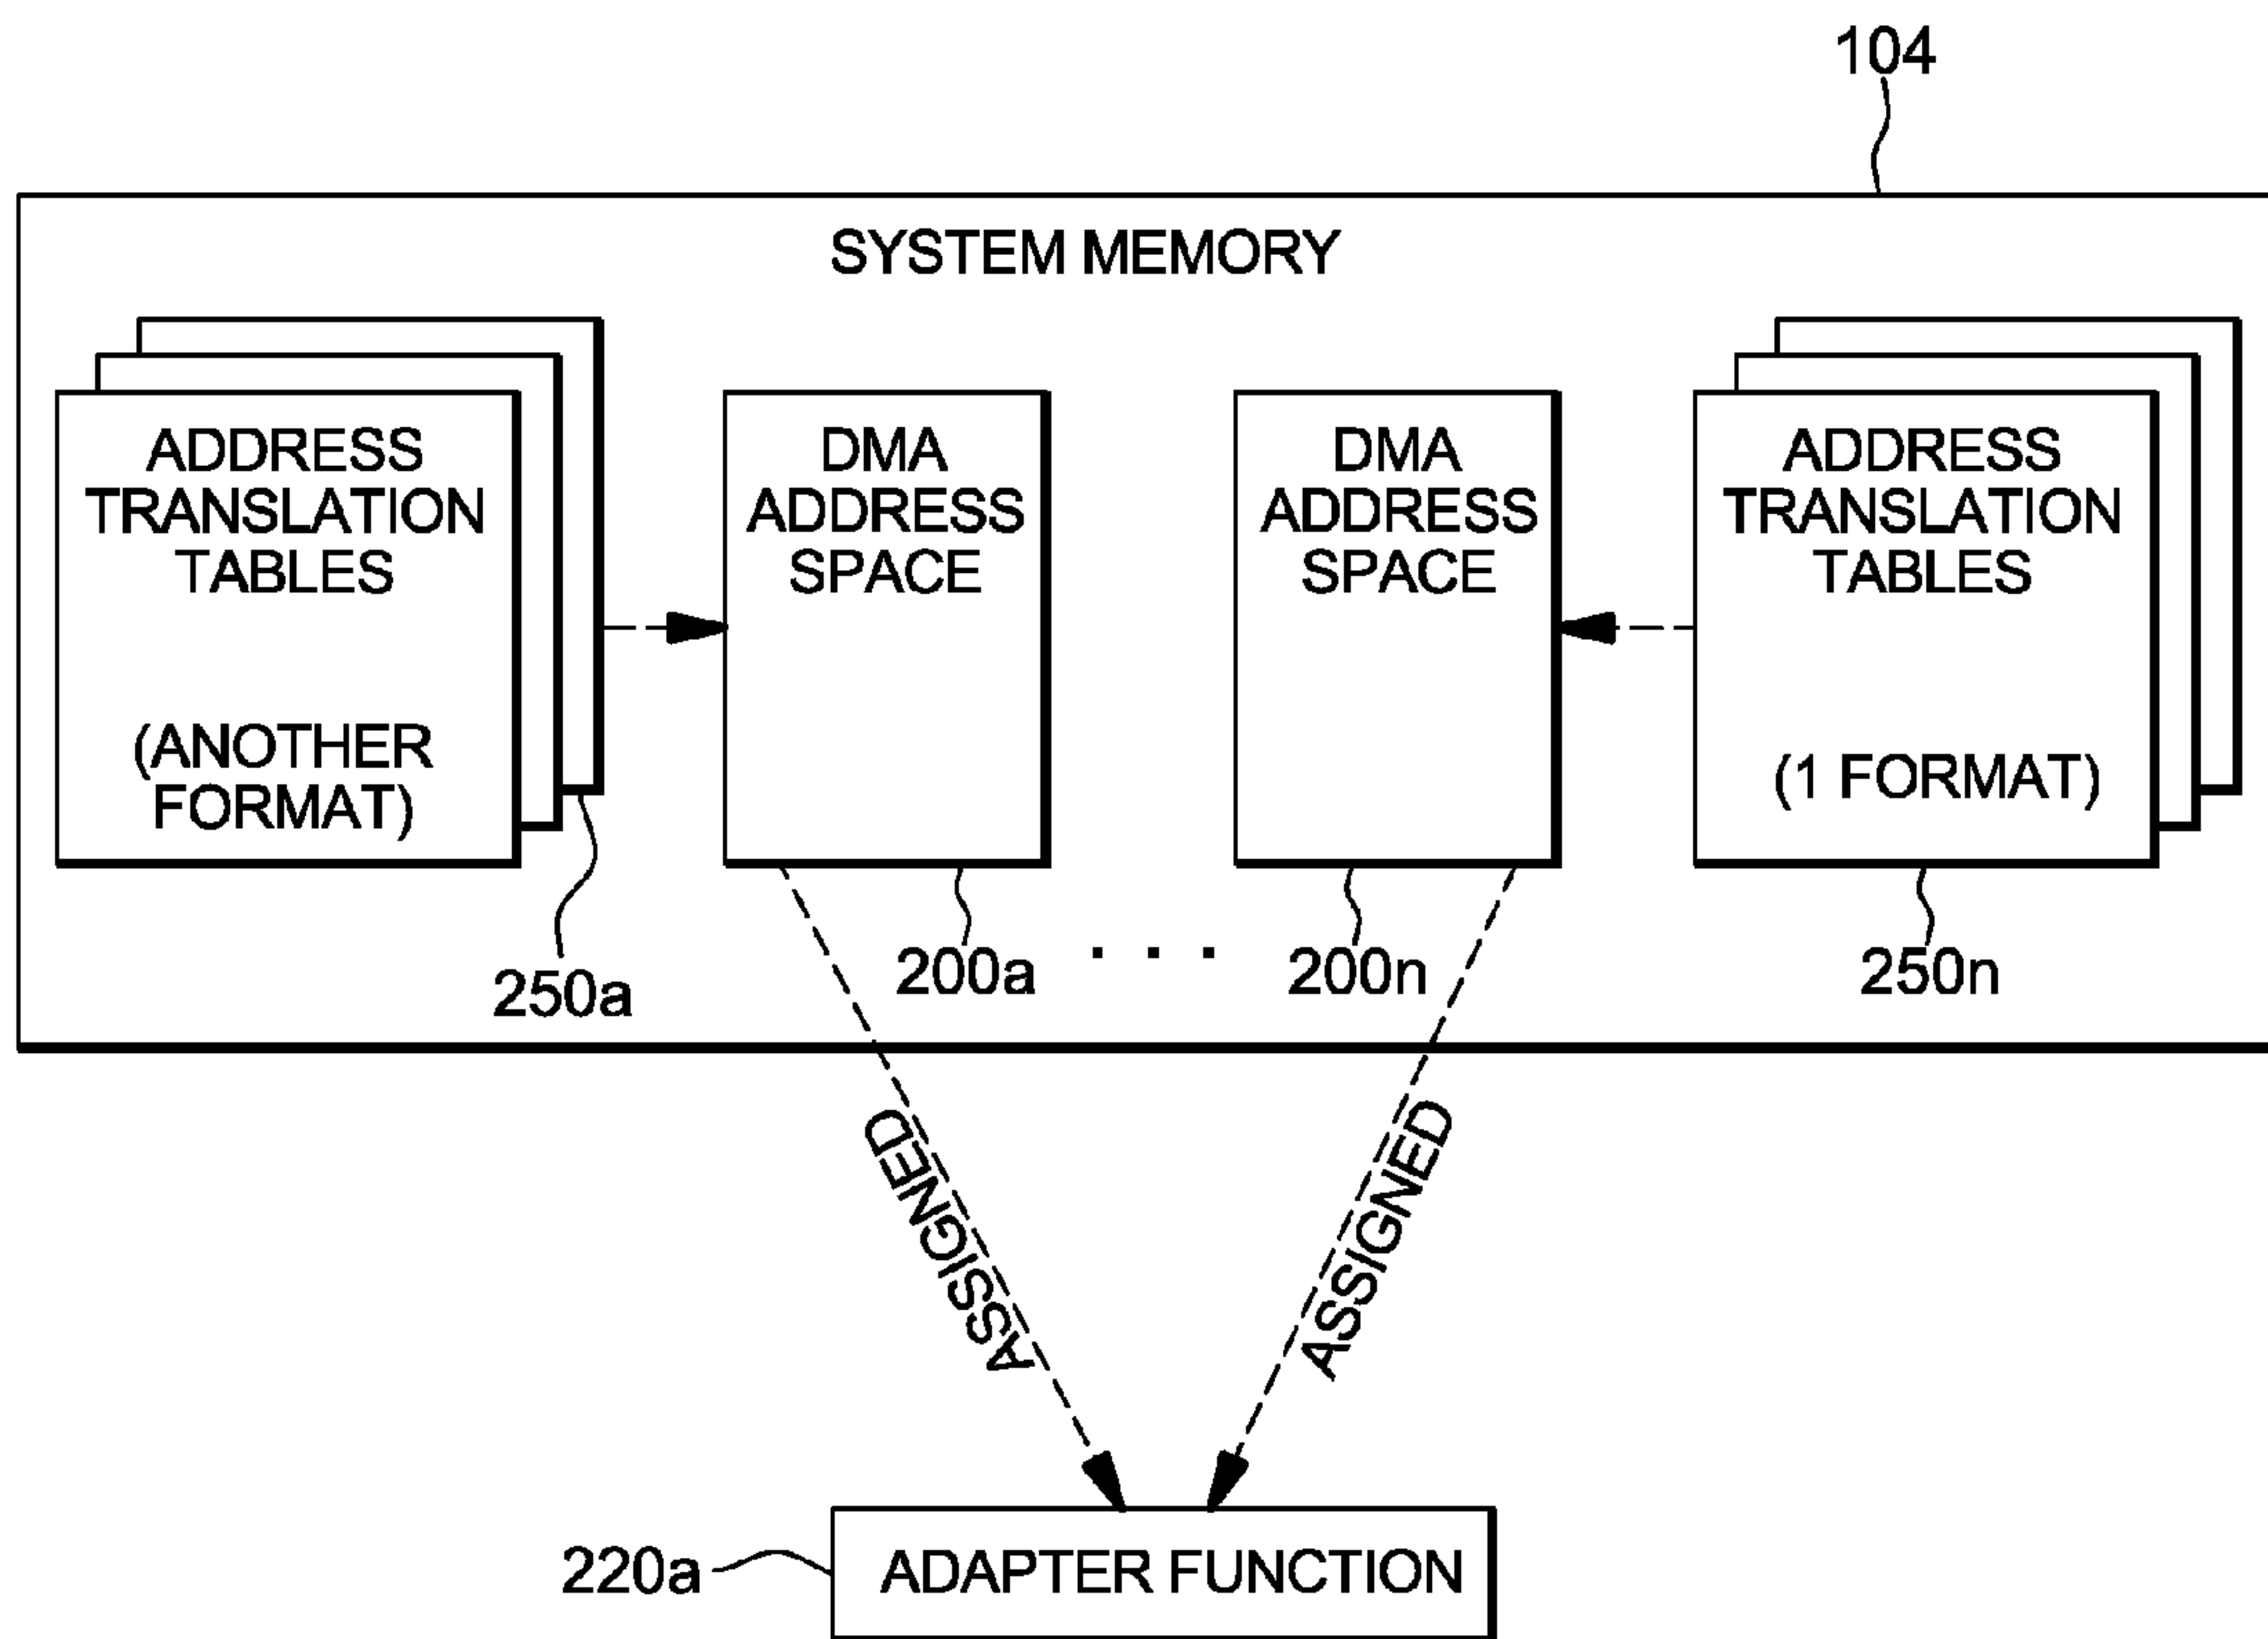 104
SYSTEM MEMORY
ADDRESS
TRANSLATION
TABLES
(ANOTHER
FORMAT)
DMA
ADDRESS
SPACE
DMA
ADDRESS
SPACE
ADDRESS
TRANSLATION
TABLES
(1 FORMAT)
250a
200a
. . .
200n
250n
ASSIGNED
ASSIGNED
220a
ADAPTER FUNCTION